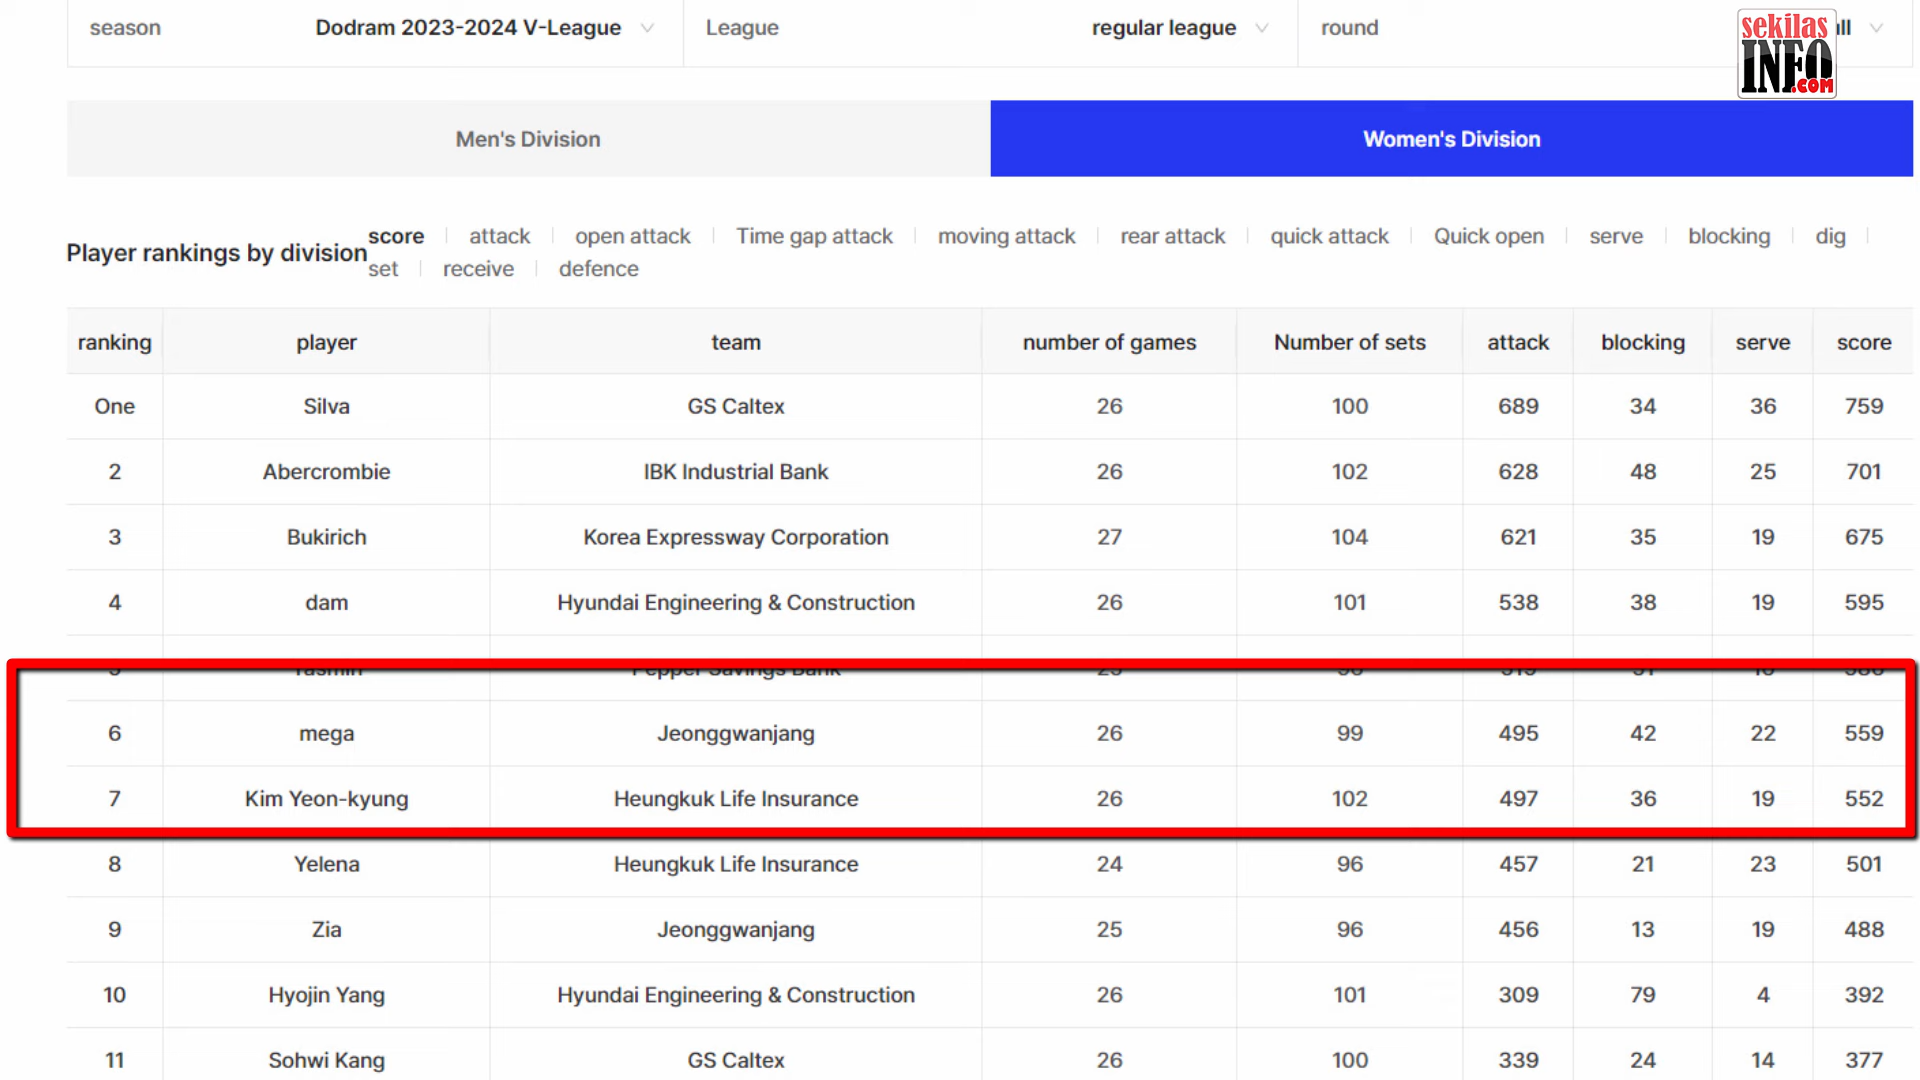 season Dodram 2023-2024 V-League League regular league round
sekilas
INFO
.COM
Men's Division Women's Division
Player rankings by division
score attack open attack Time gap attack moving attack rear attack quick attack Quick open serve blocking dig
set receive defence
ranking player team number of games Number of sets attack blocking serve score
One Silva GS Caltex 26 100 689 34 36 759
2 Abercrombie IBK Industrial Bank 26 102 628 48 25 701
3 Bukirich Korea Expressway Corporation 27 104 621 35 19 675
4 dam Hyundai Engineering & Construction 26 101 538 38 19 595
Pepper Savings Bank
6 mega Jeonggwanjang 26 99 495 42 22 559
7 Kim Yeon-kyung Heungkuk Life Insurance 26 102 497 36 19 552
8 Yelena Heungkuk Life Insurance 24 96 457 21 23 501
9 Zia Jeonggwanjang 25 96 456 13 19 488
10 Hyojin Yang Hyundai Engineering & Construction 26 101 309 79 4 392
11 Sohwi Kang GS Caltex 26 100 339 24 14 377